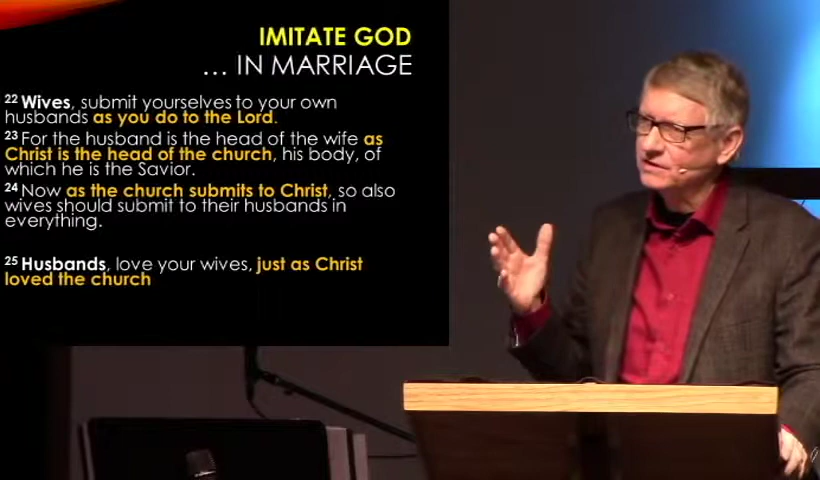 IMITATE GOD
… IN MARRIAGE
22 Wives, submit yourselves to your own
husbands as you do to the Lord.
23 For the husband is the head of the wife as
Christ is the head of the church, his body, of
which he is the Savior.
24 Now as the church submits to Christ, so also
wives should submit to their husbands in
everything.
25 Husbands, love your wives, just as Christ
loved the church